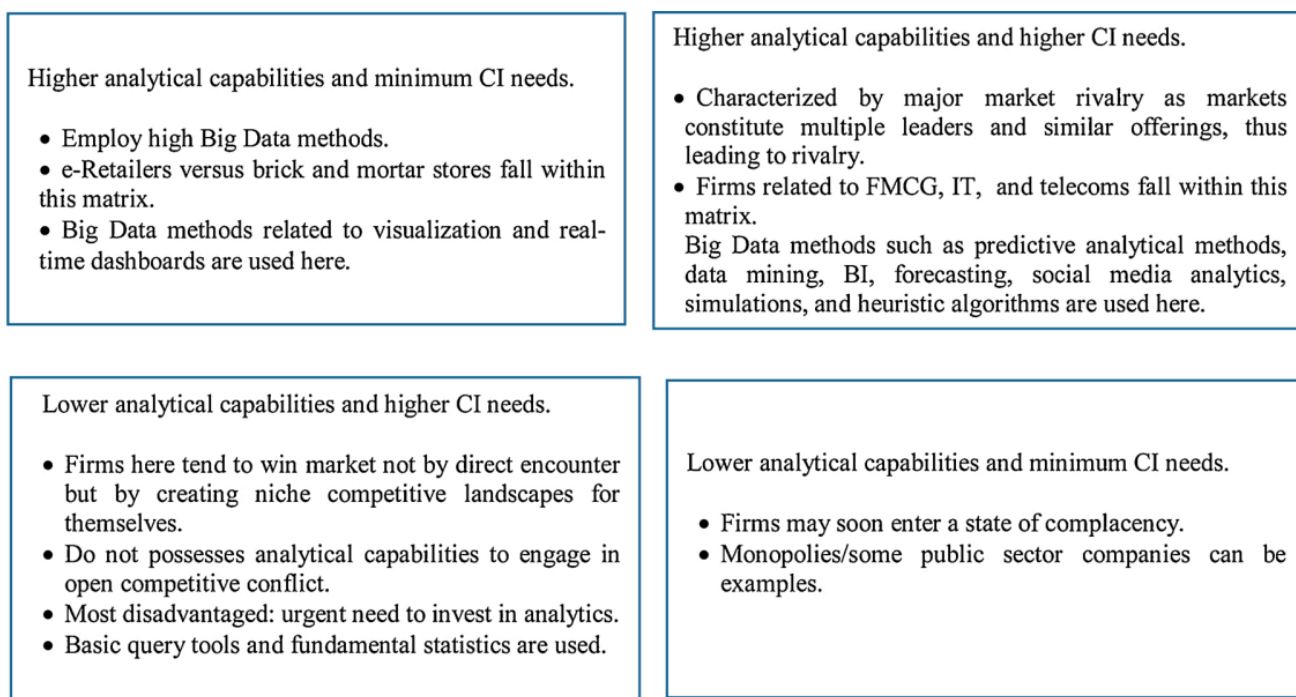 Higher analytical capabilities and minimum CI needs.
• Employ high Big Data methods.
• e-Retailers versus brick and mortar stores fall within
this matrix.
• Big Data methods related to visualization and real-
time dashboards are used here.
Higher analytical capabilities and higher CI needs.
• Characterized by major market rivalry as markets
constitute multiple leaders and similar offerings, thus
leading to rivalry.
• Firms related to FMCG, IT, and telecoms fall within this
matrix.
Big Data methods such as predictive analytical methods,
data mining, BI, forecasting, social media analytics,
simulations, and heuristic algorithms are used here.
Lower analytical capabilities and higher CI needs.
• Firms here tend to win market not by direct encounter
but by creating niche competitive landscapes for
themselves.
• Do not possesses analytical capabilities to engage in
open competitive conflict.
• Most disadvantaged: urgent need to invest in analytics.
• Basic query tools and fundamental statistics are used.
Lower analytical capabilities and minimum CI needs.
• Firms may soon enter a state of complacency.
• Monopolies/some public sector companies can be
examples.